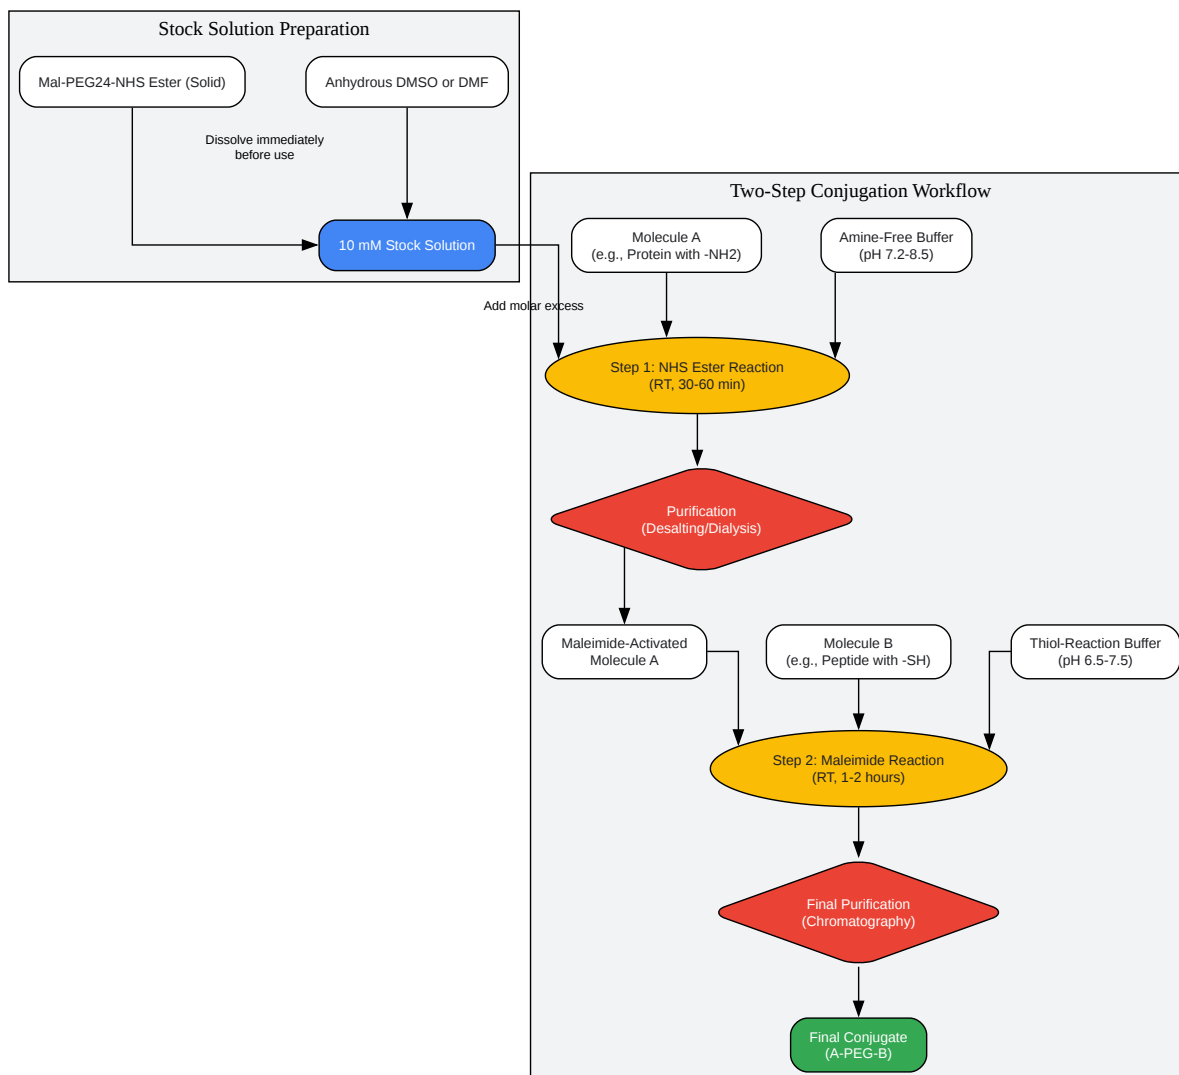 Stock Solution Preparation
Mal-PEG24-NHS Ester (Solid)
Anhydrous DMSO or DMF
Dissolve immediately
before use
10 mM Stock Solution
Two-Step Conjugation Workflow
Molecule A
(e.g., Protein with -NH2)
Amine-Free Buffer
(pH 7.2-8.5)
Add molar excess
Step 1: NHS Ester Reaction
(RT, 30-60 min)
Purification
(Desalting/Dialysis)
Maleimide-Activated
Molecule A
Molecule B
(e.g., Peptide with -SH)
Thiol-Reaction Buffer
(pH 6.5-7.5)
Step 2: Maleimide Reaction
(RT, 1-2 hours)
Final Purification
(Chromatography)
Final Conjugate
(A-PEG-B)